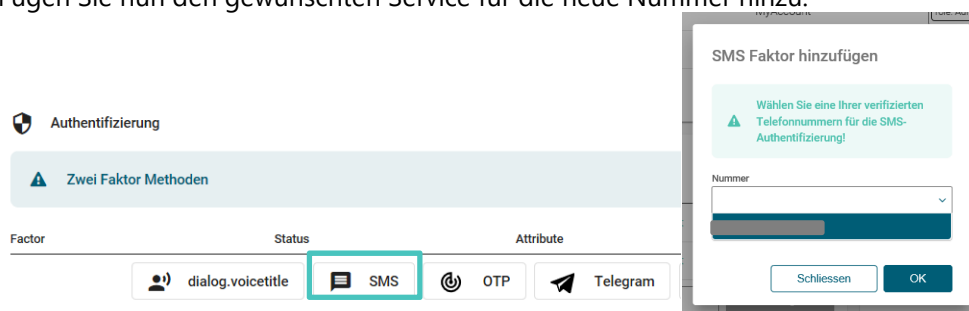 Fügen Sie nun den gewünschten Service für die neue Nummer hinzu.
MyAccount
SMS Faktor hinzufügen
Wählen Sie eine Ihrer verifizierten
Telefonnummern für die SMS-
Authentifizierung!
Nummer
Schliessen
OK
Authentifizierung
Zwei Faktor Methoden
Factor
Status
Attribute
dialog.voicetitle
SMS
OTP
Telegram